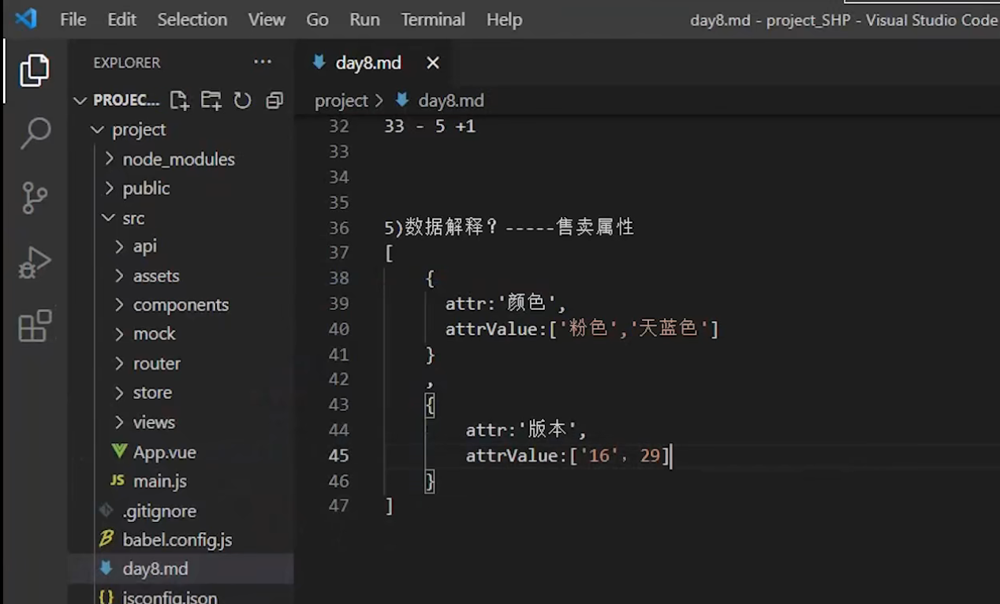 File Edit Selection View Go Run Terminal Help day8.md - project_SHP - Visual Studio Code
EXPLORER ···
day8.md
PROJEC...
project > day8.md
project
node_modules
public
src
api
assets
components
mock
router
store
views
App.vue
JS main.js
.gitignore
babel.config.js
day8.md
{} jsconfig.json
32 33 - 5 +1
33
34
35
36 5)数据解释？-----售卖属性
37 [
38 {
39 attr:'颜色',
40 attrValue:['粉色','天蓝色']
41 }
42 ,
43 {
44 attr:'版本',
45 attrValue:['16'，29]
46 }
47 ]